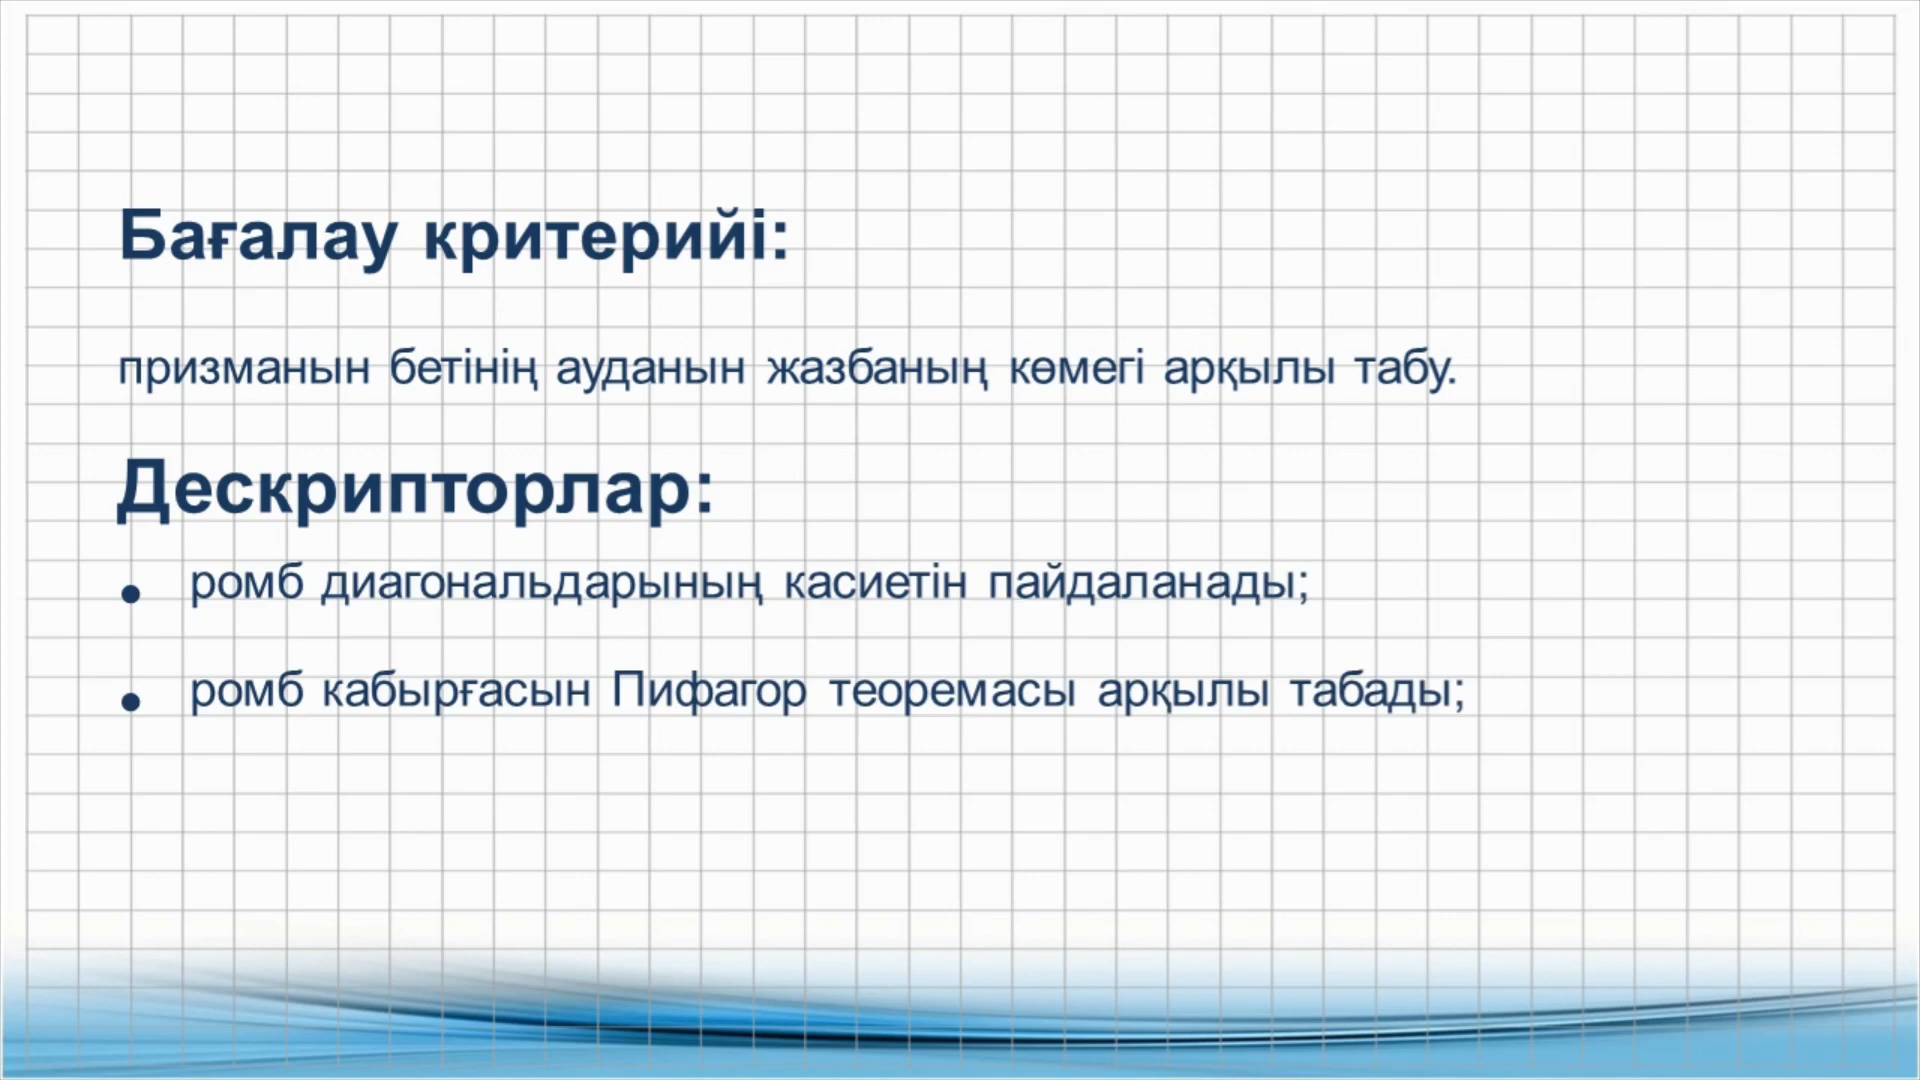 Бағалау критерийі:
призманын бетінің ауданын жазбаның көмегі арқылы табу.
Дескрипторлар:
• ромб диагональдарының касиетін пайдаланады;
• ромб кабырғасын Пифагор теоремасы арқылы табады;